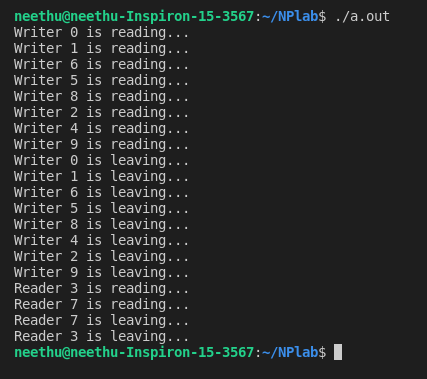 neethu@neethu-Inspiron-15-3567:~/NPlab$ ./a.out
Writer 0 is reading...
Writer 1 is reading...
Writer 6 is reading...
Writer 5 is reading...
Writer 8 is reading...
Writer 2 is reading...
Writer 4 is reading...
Writer 9 is reading...
Writer 0 is leaving...
Writer 1 is leaving...
Writer 6 is leaving...
Writer 5 is leaving...
Writer 8 is leaving...
Writer 4 is leaving...
Writer 2 is leaving...
Writer 9 is leaving...
Reader 3 is reading...
Reader 7 is reading...
Reader 7 is leaving...
Reader 3 is leaving...
neethu@neethu-Inspiron-15-3567:~/NPlab$